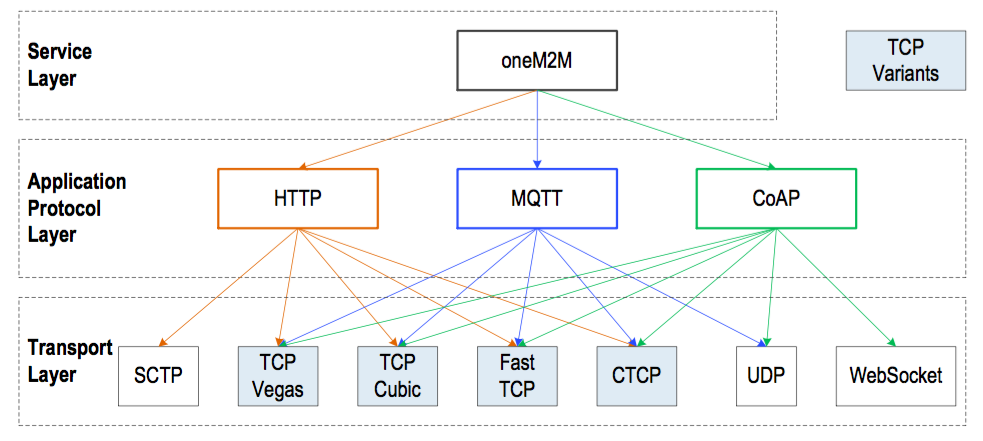 Service
Layer
oneM2M
TCP
Variants
Application
Protocol
Layer
HTTP
MQTT
CoAP
Transport
Layer
SCTP
TCP
Vegas
TCP
Cubic
Fast
TCP
CTCP
UDP
WebSocket